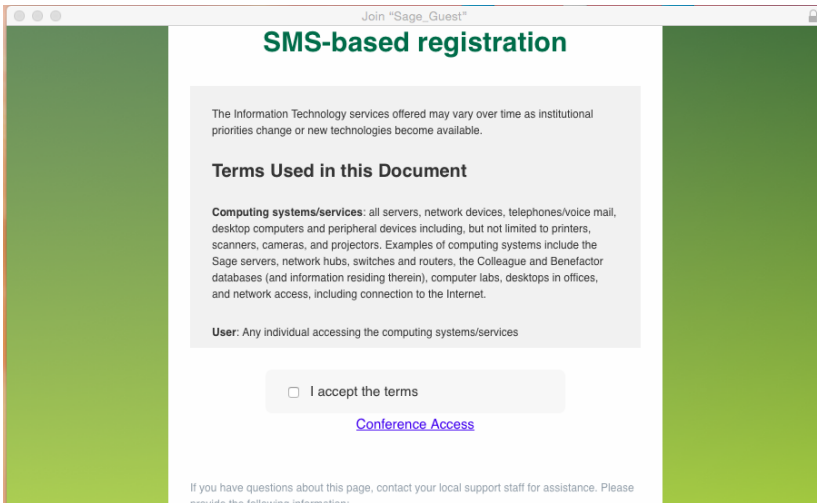 Join “Sage_Guest”
SMS-based registration
The Information Technology services offered may vary over time as institutional
priorities change or new technologies become available.
Terms Used in this Document
Computing systems/services: all servers, network devices, telephones/voice mail,
desktop computers and peripheral devices including, but not limited to printers,
scanners, cameras, and projectors. Examples of computing systems include the
Sage servers, network hubs, switches and routers, the Colleague and Benefactor
databases (and information residing therein), computer labs, desktops in offices,
and network access, including connection to the Internet.
User: Any individual accessing the computing systems/services
I accept the terms
Conference Access
If you have questions about this page, contact your local support staff for assistance. Please
provide the following information: